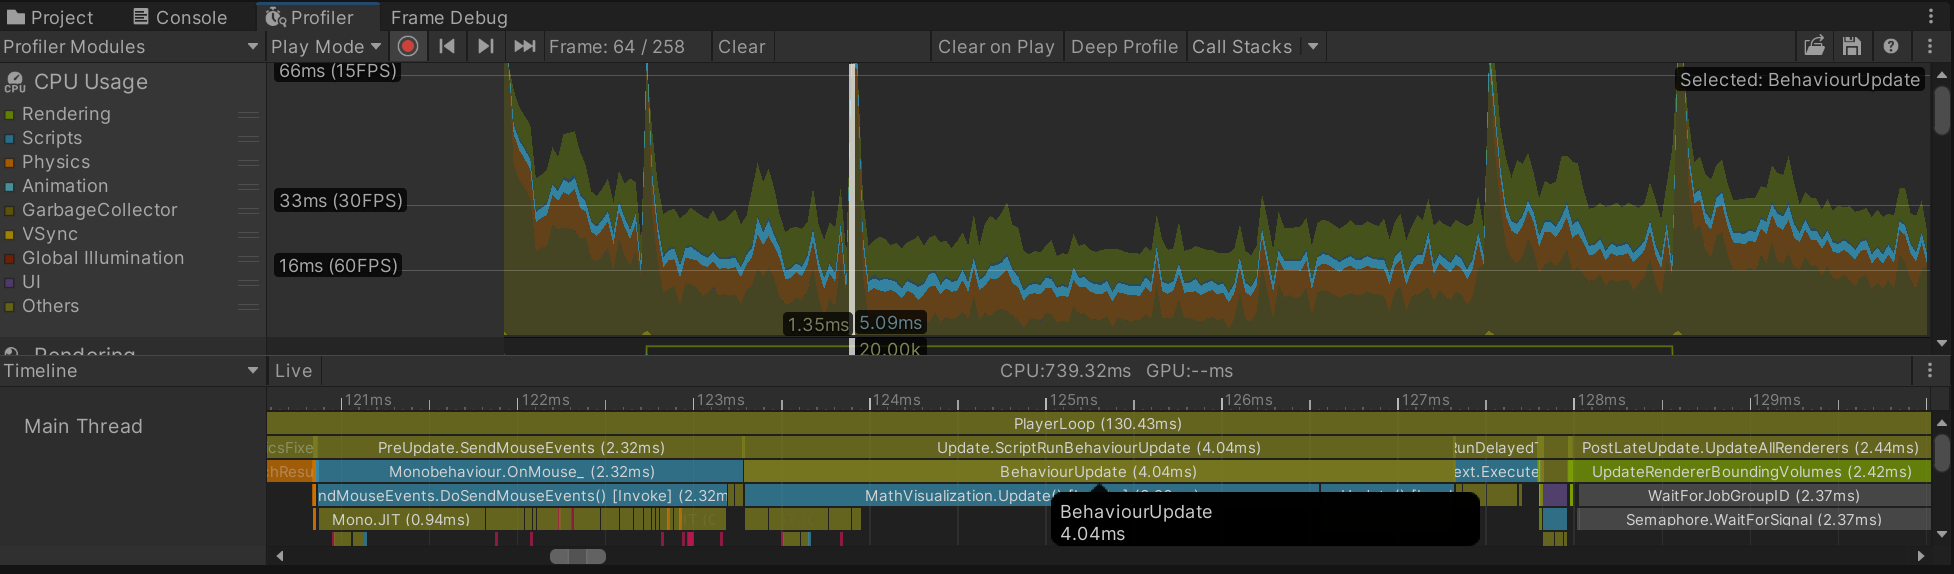 Project Console Profiler Frame Debug
Profiler Modules Play Mode Frame: 64 / 258 Clear Clear on Play Deep Profile Call Stacks
CPU Usage
CPU
Rendering
Scripts
Physics
Animation
GarbageCollector
VSync
Global Illumination
UI
Others
Rendering
66ms (15FPS)
Selected: BehaviourUpdate
33ms (30FPS)
16ms (60FPS)
1.35ms 5.09ms
20.00k
Timeline Live CPU:739.32ms GPU:--ms
121ms 122ms 123ms 124ms 125ms 126ms 127ms 128ms 129ms
Main Thread
PlayerLoop (130.43ms)
csFixe PreUpdate.SendMouseEvents (2.32ms) Update.ScriptRunBehaviourUpdate (4.04ms) RunDelayed PostLateUpdate.UpdateAllRenderers (2.44ms)
hResu Monobehaviour.OnMouse_ (2.32ms) BehaviourUpdate (4.04ms) ext.Execute UpdateRendererBoundingVolumes (2.42ms)
ndMouseEvents.DoSendMouseEvents() [Invoke] (2.32m MathVisualization.Update() WaitForJobGroupID (2.37ms)
Mono.JIT (0.94ms) Semaphore.WaitForSignal (2.37ms)
BehaviourUpdate
4.04ms